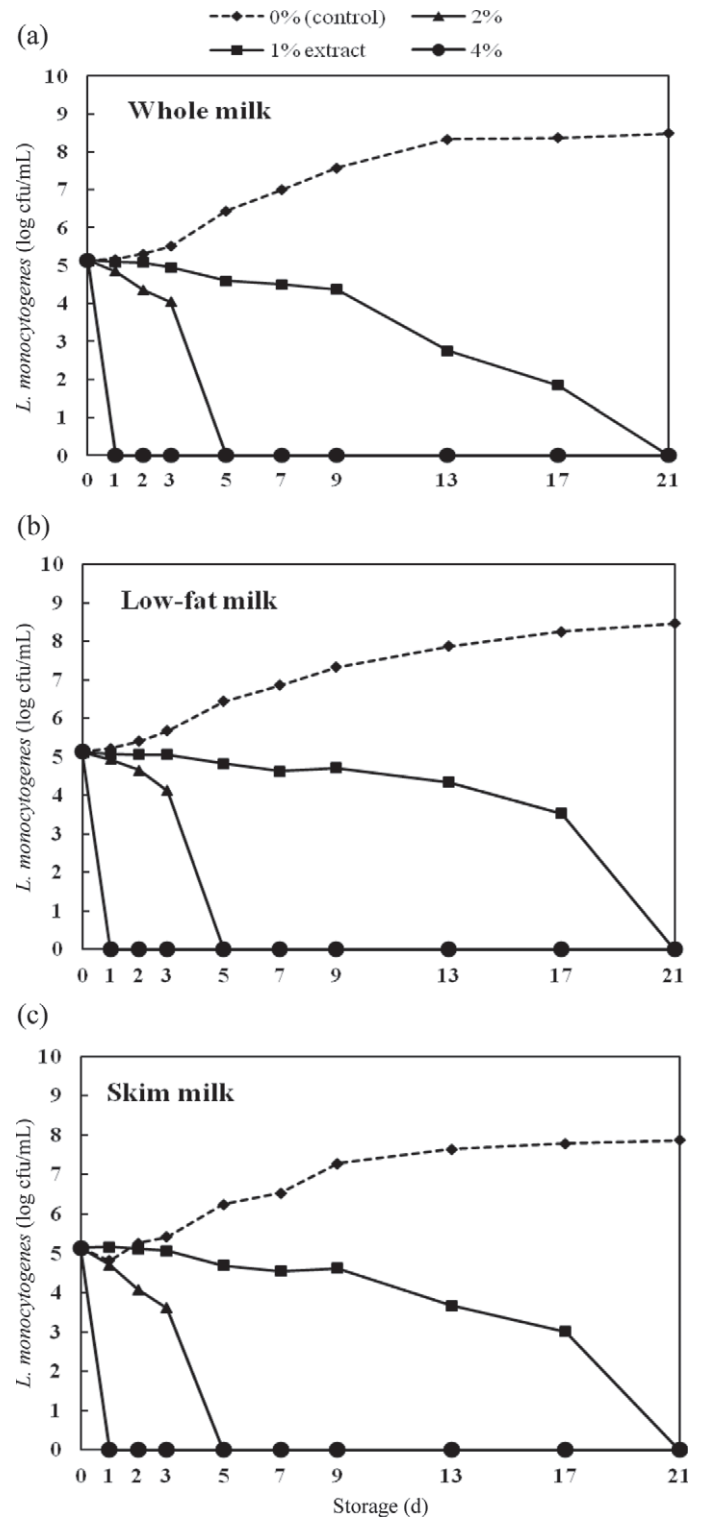 (a)
0% (control) 2%
1% extract 4%
10
Whole milk
9
8
7
6
5
4
3
2
1
0
L. monocytogenes (log cfu/mL)
0 1 2 3 5 7 9 13 17 21
(b)
10
Low-fat milk
9
8
7
6
5
4
3
2
1
0
L. monocytogenes (log cfu/mL)
0 1 2 3 5 7 9 13 17 21
(c)
10
Skim milk
9
8
7
6
5
4
3
2
1
0
L. monocytogenes (log cfu/mL)
0 1 2 3 5 7 9 13 17 21
Storage (d)